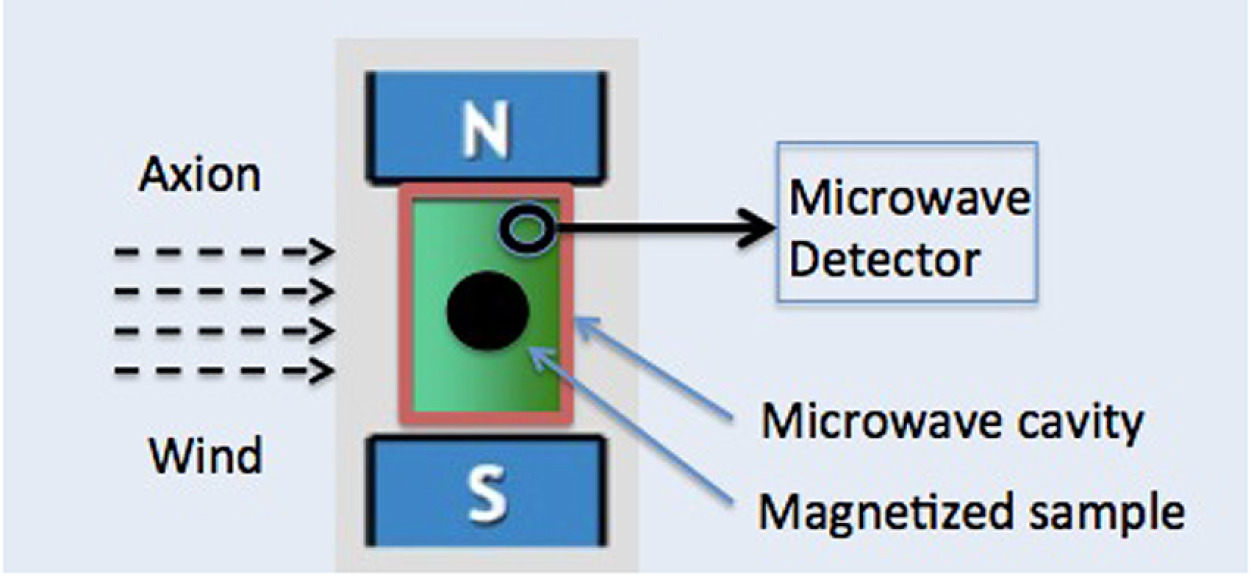 N
Axion
Microwave
Detector
Microwave cavity
Wind
S
Magnetized sample